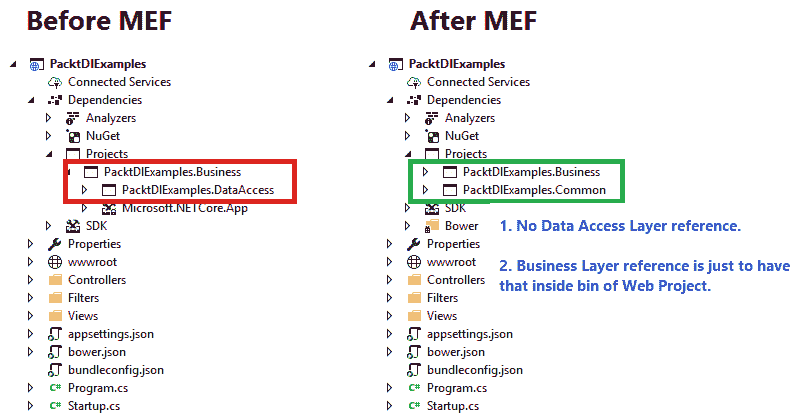 Before MEF
PacktDIExamples
Connected Services
Dependencies
Analyzers
NuGet
Projects
PacktDIExamples.Business
PacktDIExamples.DataAccess
Microsoft.NETCore.App
SDK
Properties
wwwroot
Controllers
Filters
Views
appsettings.json
bower.json
bundleconfig.json
C# Program.cs
C# Startup.cs
After MEF
PacktDIExamples
Connected Services
Dependencies
Analyzers
NuGet
Projects
PacktDIExamples.Business
PacktDIExamples.Common
SDK
Bower
Properties
wwwroot
Controllers
Filters
Views
appsettings.json
bower.json
bundleconfig.json
C# Program.cs
C# Startup.cs
1. No Data Access Layer reference.
2. Business Layer reference is just to have
that inside bin of Web Project.